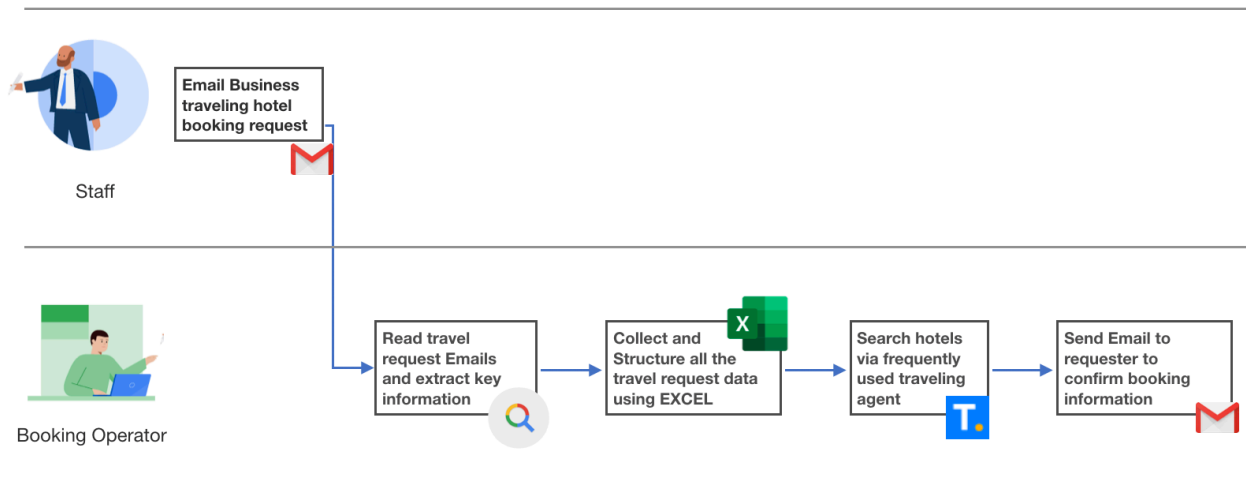 Email Business
traveling hotel
booking request
Staff
Read travel
request Emails
and extract key
information
X
Collect and
Structure all the
travel request data
using EXCEL
Search hotels
via frequently
used traveling
agent
T.
Send Email to
requester to
confirm booking
information
Booking Operator